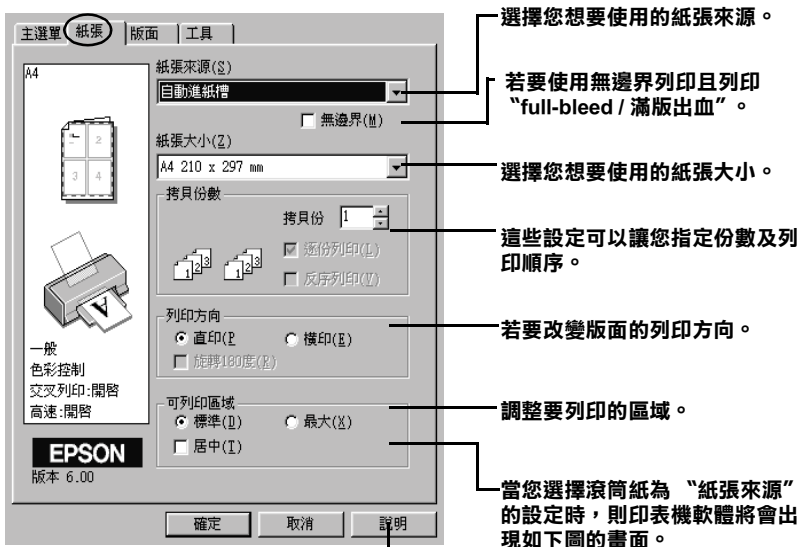 主選單 紙張 版面 工具
A4
紙張來源(S)
自動進紙槽
無邊界(M)
紙張大小(Z)
A4 210 x 297 mm
拷貝份數
拷貝份 1
逐份列印(L)
反序列印(V)
1 2 3 1 2 3
1 2
3 4
列印方向
直印(P 橫印(E)
旋轉180度(R)
可列印區域
標準(D) 最大(X)
居中(I)
一般
色彩控制
交叉列印:開啓
高速:開啓
EPSON
版本 6.00
確定 取消 說明
選擇您想要使用的紙張來源。
若要使用無邊界列印且列印
〝full-bleed / 滿版出血〞。
選擇您想要使用的紙張大小。
這些設定可以讓您指定份數及列
印順序。
若要改變版面的列印方向。
調整要列印的區域。
當您選擇滾筒紙為 〝紙張來源〞
的設定時，則印表機軟體將會出
現如下圖的畫面。